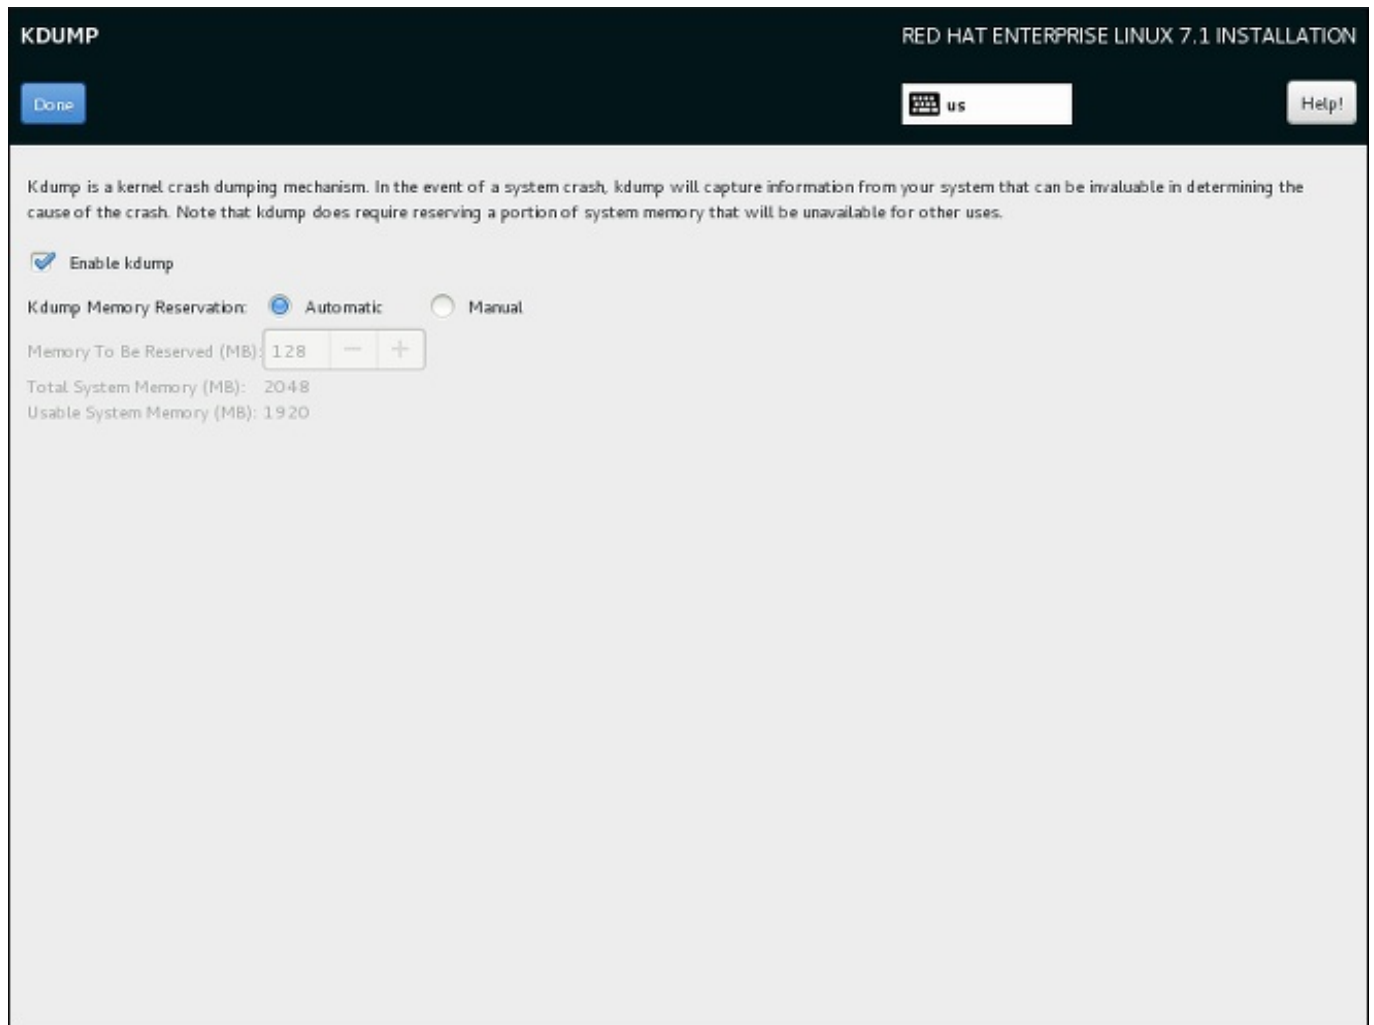 KDUMP
RED HAT ENTERPRISE LINUX 7.1 INSTALLATION
Done
us
Help!
Kdump is a kernel crash dumping mechanism. In the event of a system crash, kdump will capture information from your system that can be invaluable in determining the
cause of the crash. Note that kdump does require reserving a portion of system memory that will be unavailable for other uses.
Enable kdump
Kdump Memory Reservation: Automatic Manual
Memory To Be Reserved (MB): 128 − +
Total System Memory (MB): 2048
Usable System Memory (MB): 1920